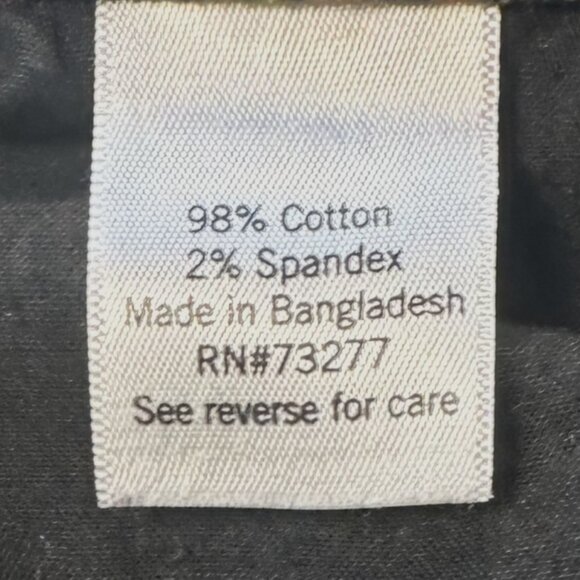 98% Cotton
2% Spandex
Made in Bangladesh
RN#73277
See reverse for care